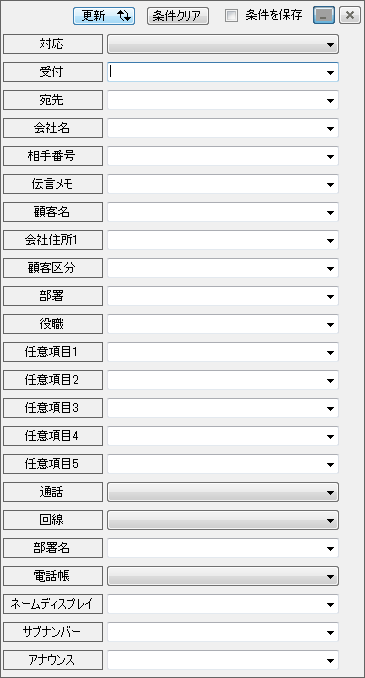 更新 条件クリア 条件を保存
対応
受付
宛先
会社名
相手番号
伝言メモ
顧客名
会社住所1
顧客区分
部署
役職
任意項目1
任意項目2
任意項目3
任意項目4
任意項目5
通話
回線
部署名
電話帳
ネームディスプレイ
サブナンバー
アナウンス